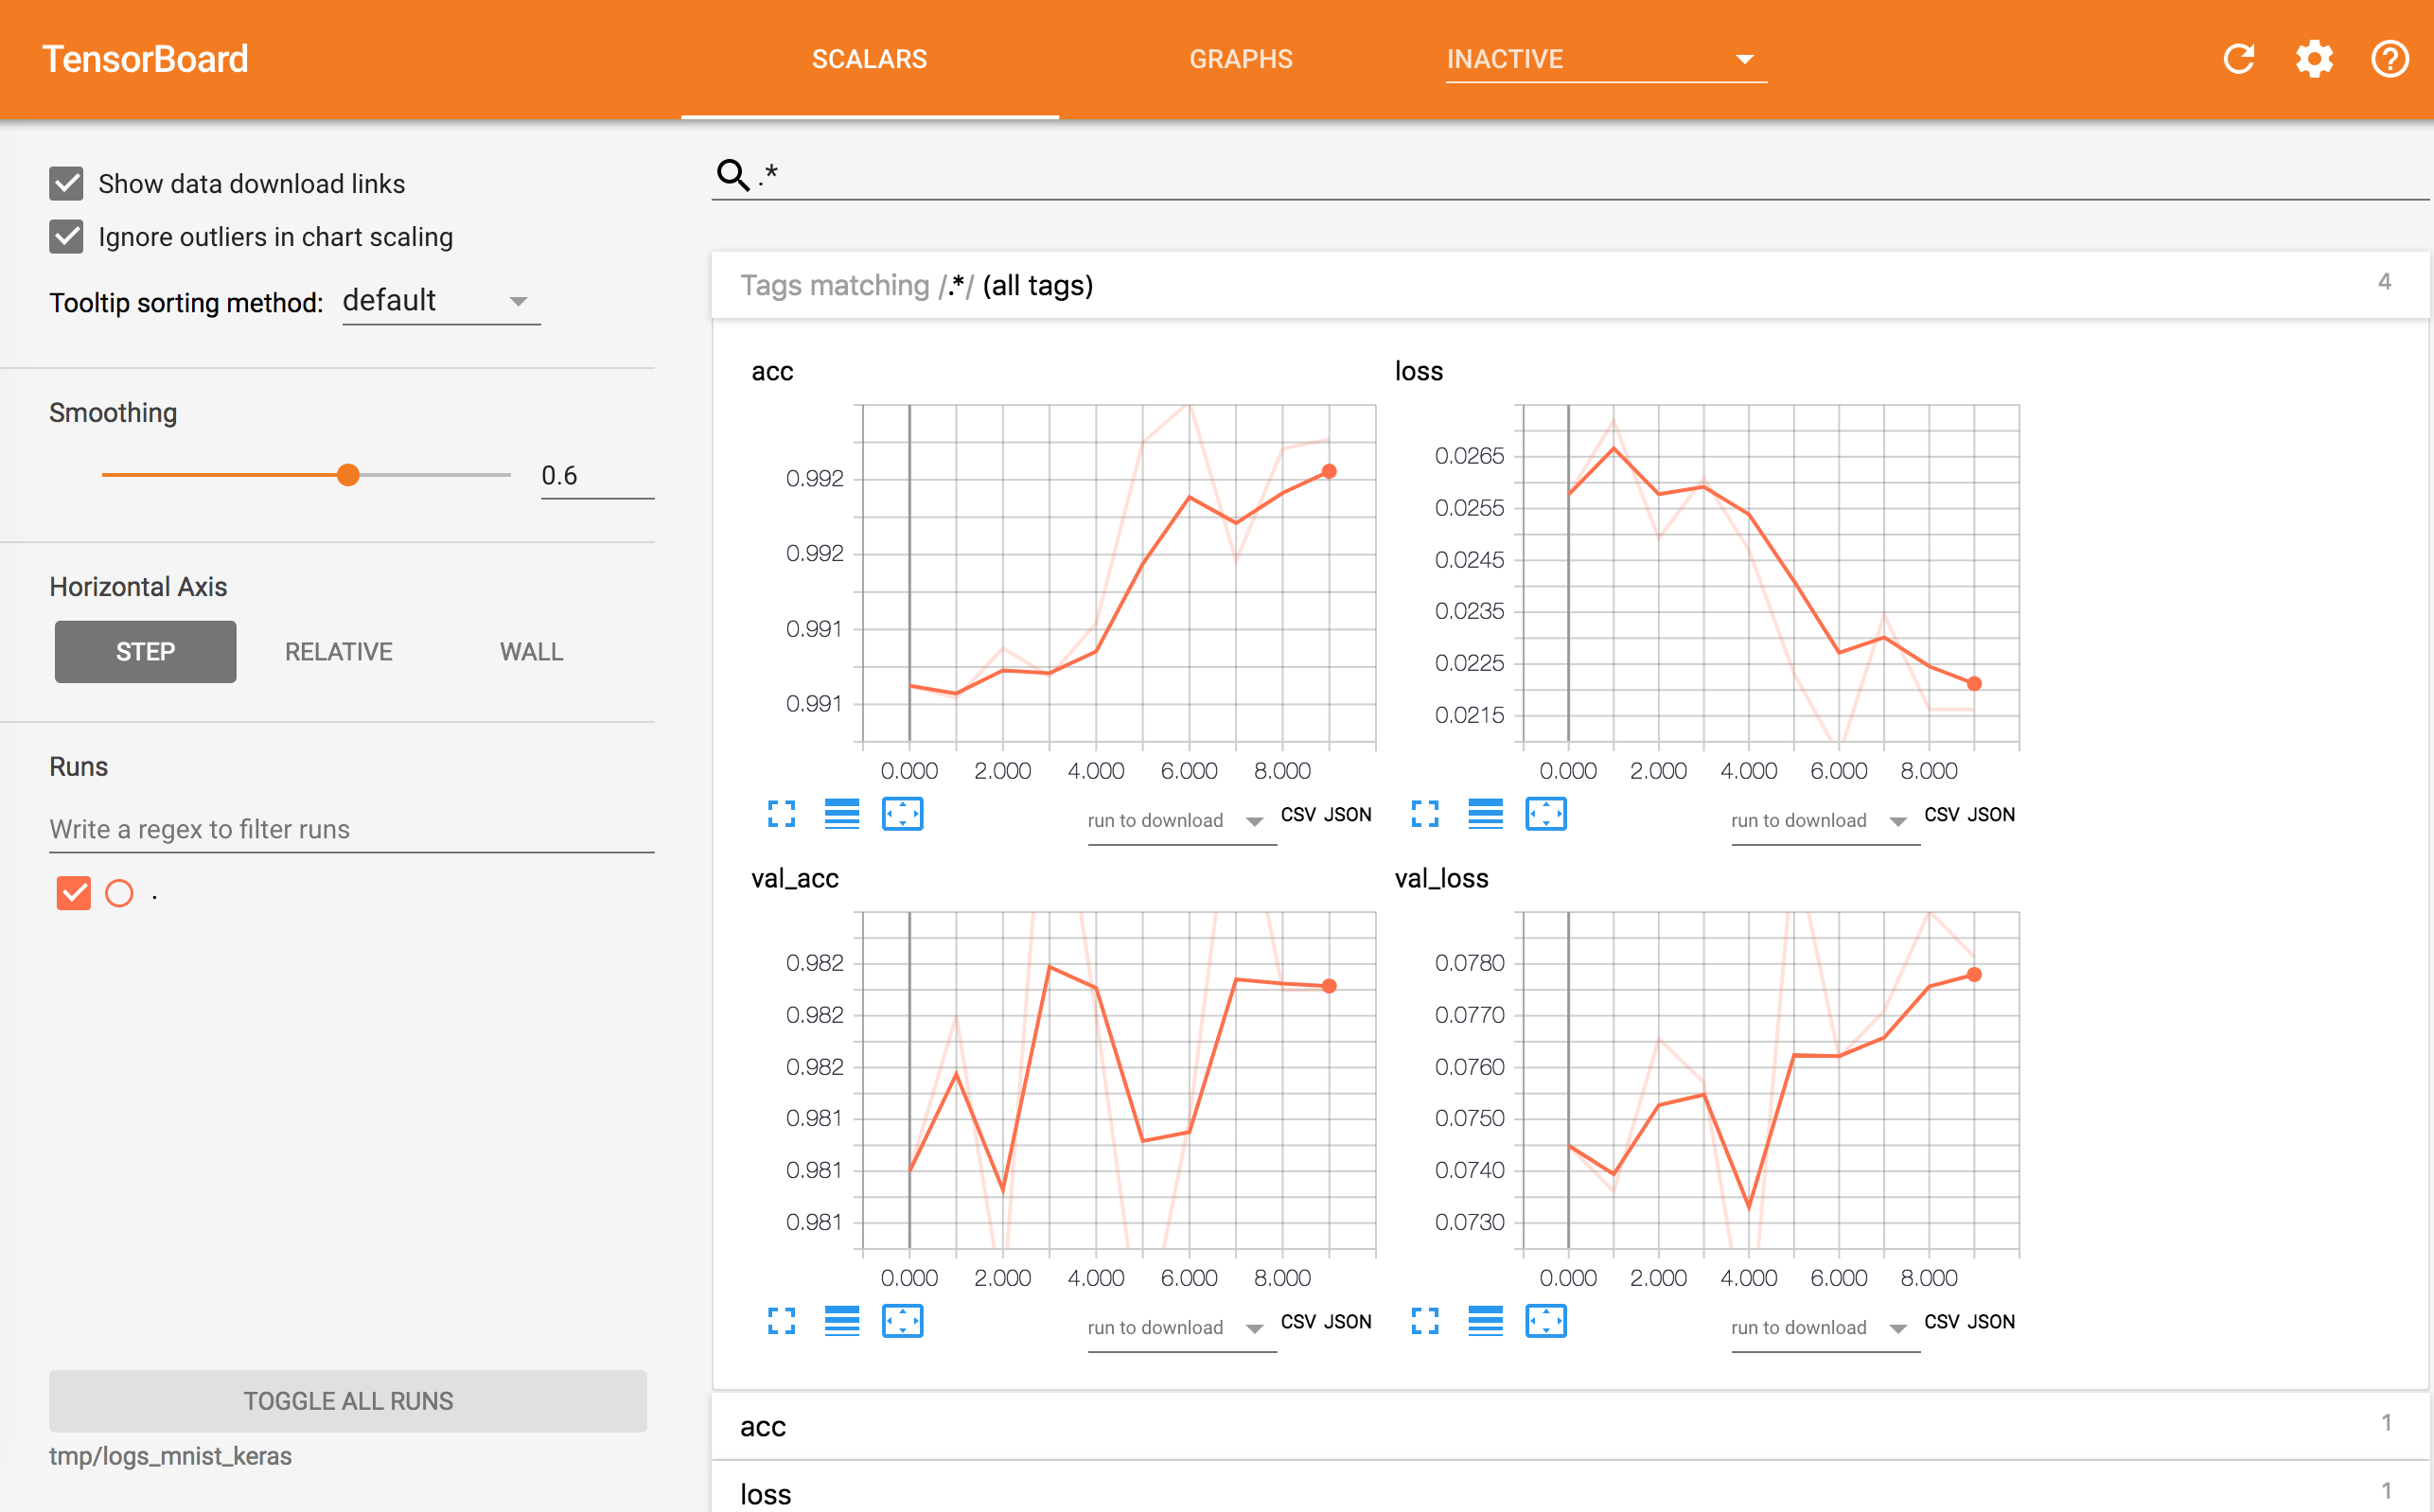 TensorBoard
SCALARS
GRAPHS
INACTIVE
Show data download links
Ignore outliers in chart scaling
Tooltip sorting method: default
Smoothing
0.6
Horizontal Axis
STEP RELATIVE WALL
Runs
Write a regex to filter runs
.
TOGGLE ALL RUNS
tmp/logs_mnist_keras
.*
Tags matching /.*/ (all tags)
4
acc
0.992
0.992
0.991
0.991
0.000 2.000 4.000 6.000 8.000
run to download CSV JSON
loss
0.0265
0.0255
0.0245
0.0235
0.0225
0.0215
0.000 2.000 4.000 6.000 8.000
run to download CSV JSON
val_acc
0.982
0.982
0.982
0.981
0.981
0.981
0.000 2.000 4.000 6.000 8.000
run to download CSV JSON
val_loss
0.0780
0.0770
0.0760
0.0750
0.0740
0.0730
0.000 2.000 4.000 6.000 8.000
run to download CSV JSON
acc
1
loss
1